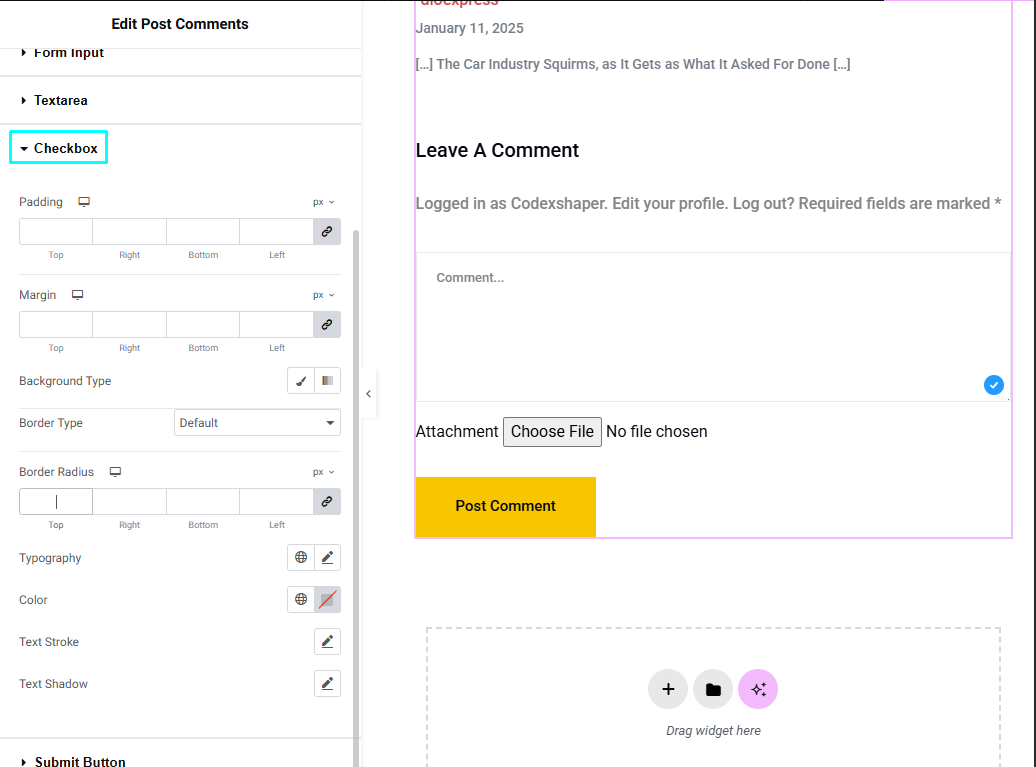 Edit Post Comments
Form Input
Textarea
Checkbox
Padding px
Top Right Bottom Left
Margin px
Top Right Bottom Left
Background Type
Border Type Default
Border Radius px
Top Right Bottom Left
Typography
Color
Text Stroke
Text Shadow
Submit Button
dioexpress
January 11, 2025
[…] The Car Industry Squirms, as It Gets as What It Asked For Done […]
Leave A Comment
Logged in as Codexshaper. Edit your profile. Log out? Required fields are marked *
Comment...
Attachment Choose File No file chosen
Post Comment
Drag widget here